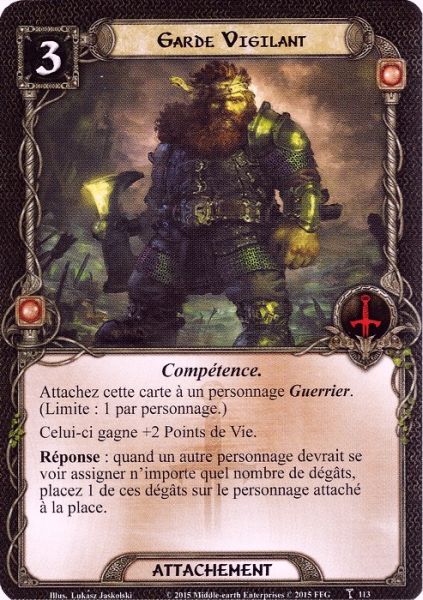 3
Garde Vigilant
Compétence.
Attachez cette carte à un personnage Guerrier.
(Limite : 1 par personnage.)
Celui-ci gagne +2 Points de Vie.
Réponse : quand un autre personnage devrait se
voir assigner n'importe quel nombre de dégâts,
placez 1 de ces dégâts sur le personnage attaché
à la place.
ATTACHEMENT
Illus. Lukasz Jaskolski © 2015 Middle-earth Enterprises © 2015 FFG 113